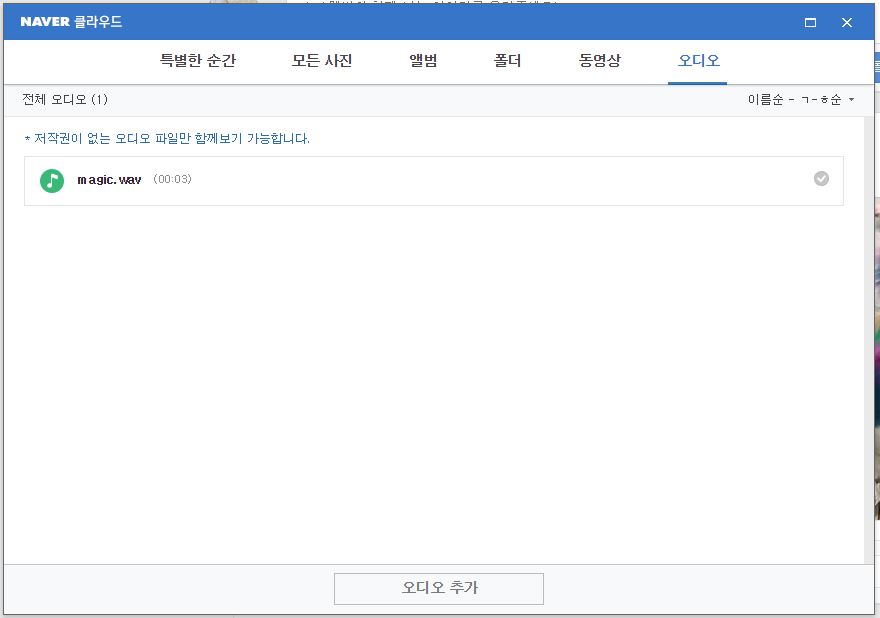 NAVER 클라우드
특별한 순간 모든 사진 앨범 폴더 동영상 오디오
전체 오디오 (1) 이름순 - ㄱ-ㅎ순
* 저작권이 없는 오디오 파일만 함께보기 가능합니다.
magic.wav (00:03)
오디오 추가